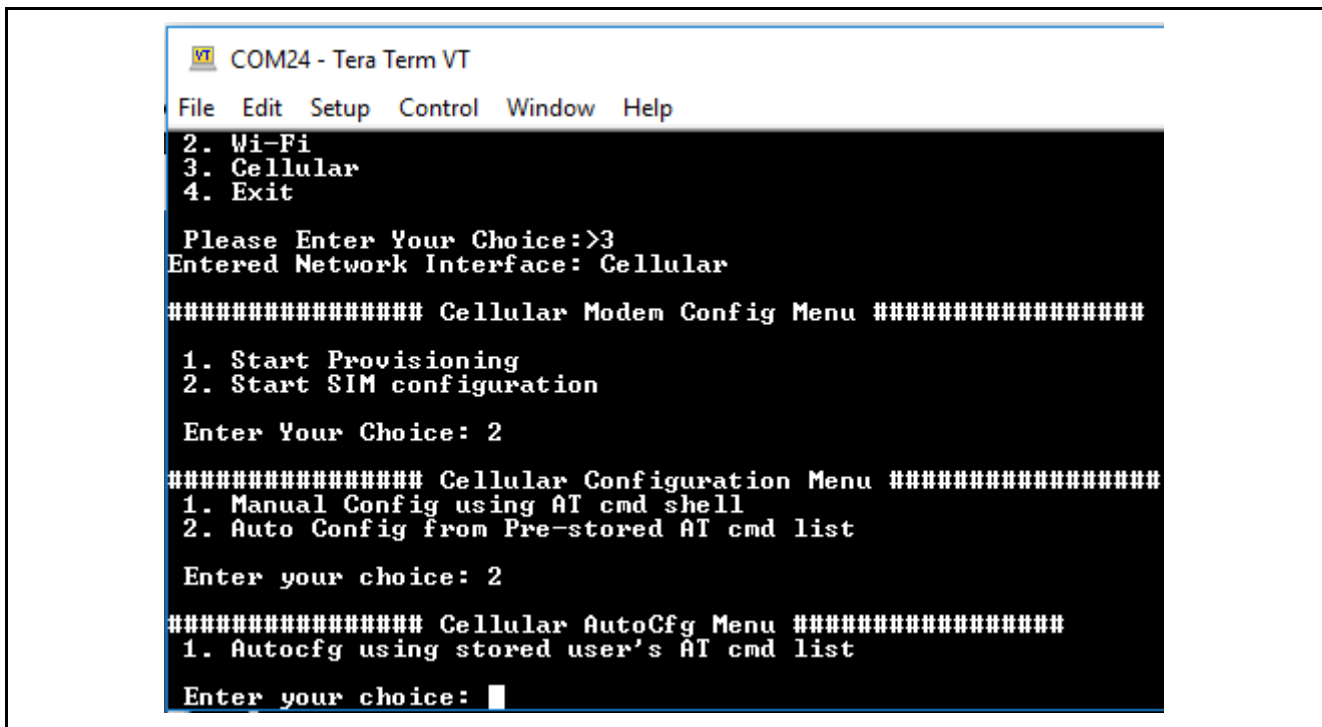 COM24 - Tera Term VT
File Edit Setup Control Window Help
2. Wi-Fi
3. Cellular
4. Exit
Please Enter Your Choice:>3
Entered Network Interface: Cellular
################ Cellular Modem Config Menu #################
1. Start Provisioning
2. Start SIM configuration
Enter Your Choice: 2
################ Cellular Configuration Menu #################
1. Manual Config using AT cmd shell
2. Auto Config from Pre-stored AT cmd list
Enter your choice: 2
################ Cellular AutoCfg Menu #################
1. Autocfg using stored user's AT cmd list
Enter your choice: